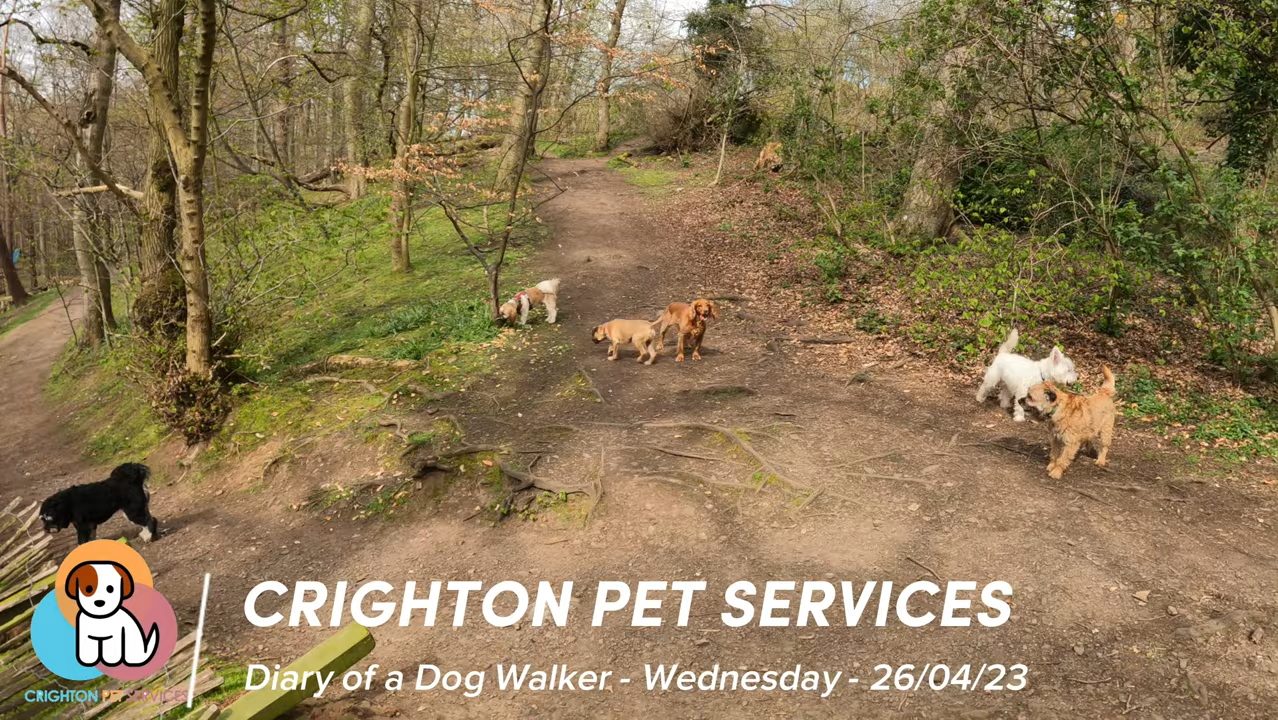 CRIGHTON PET SERVICES
Diary of a Dog Walker - Wednesday - 26/04/23
CRIGHTON PET SERVICES